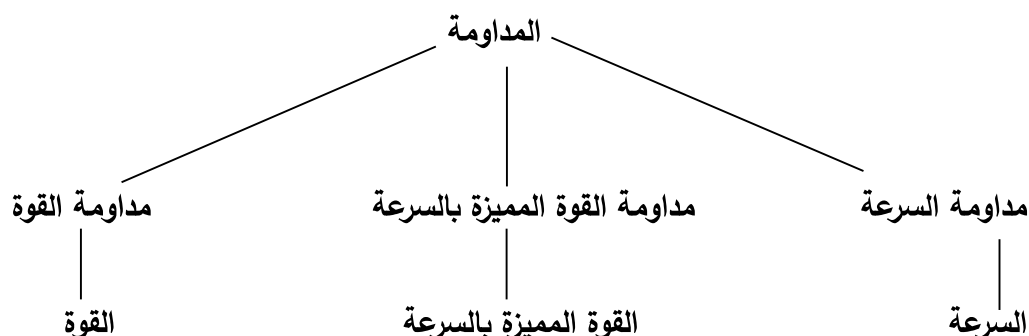 المداومة
مداومة السرعة
مداومة القوة المميزة بالسرعة
مداومة القوة
السرعة
القوة المميزة بالسرعة
القوة